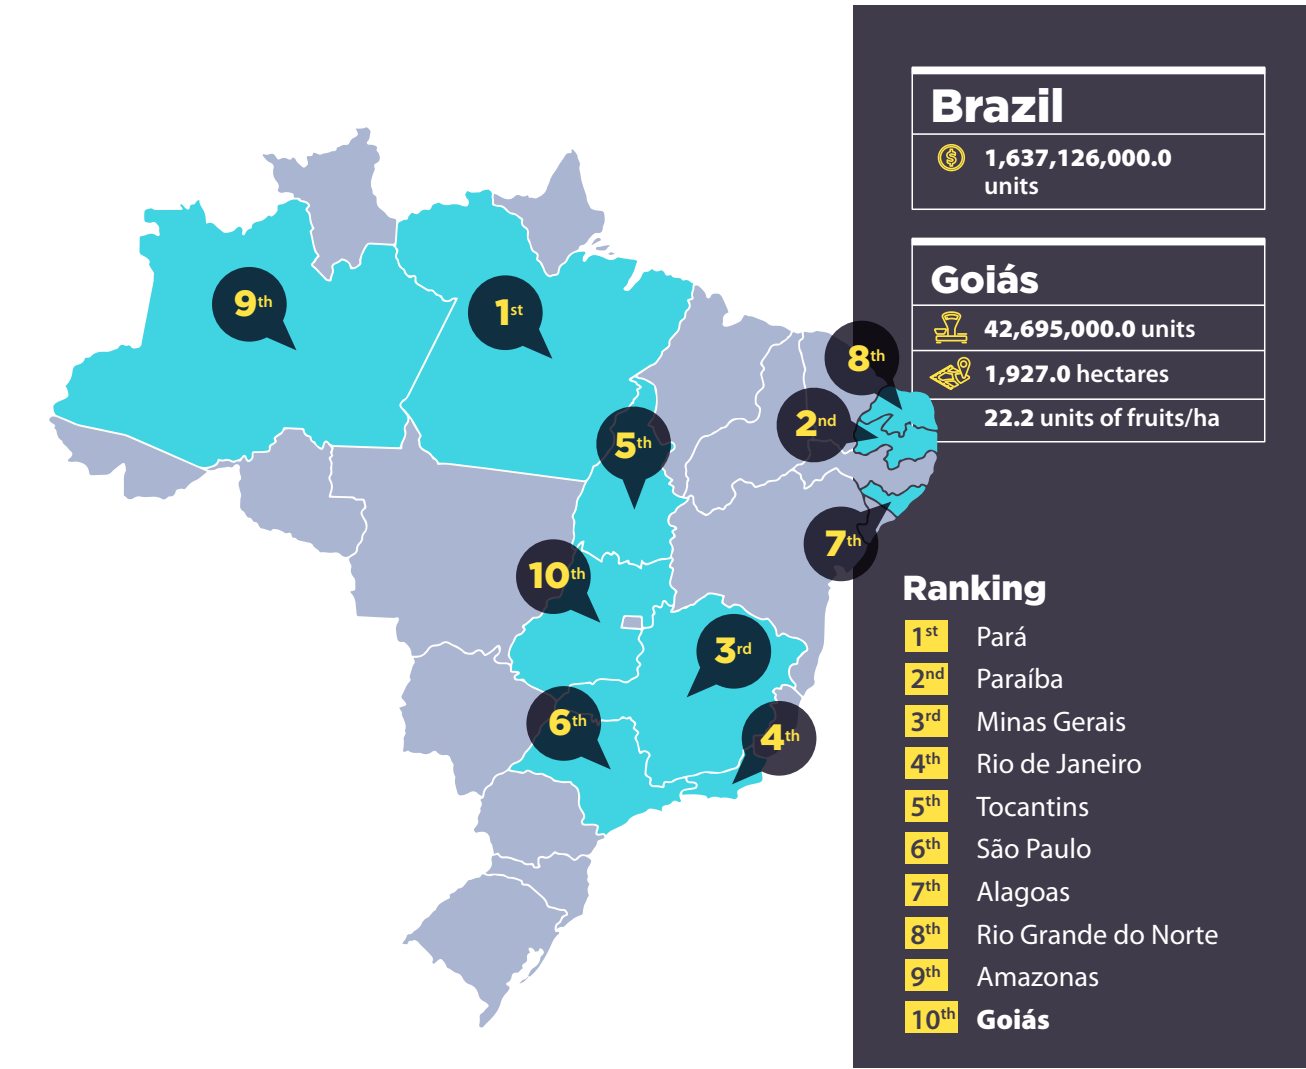 9th
1st
8th
2nd
5th
7th
10th
3rd
6th
4th
Brazil
1,637,126,000.0
units
Goiás
42,695,000.0 units
1,927.0 hectares
22.2 units of fruits/ha
Ranking
1st Pará
2nd Paraíba
3rd Minas Gerais
4th Rio de Janeiro
5th Tocantins
6th São Paulo
7th Alagoas
8th Rio Grande do Norte
9th Amazonas
10th Goiás